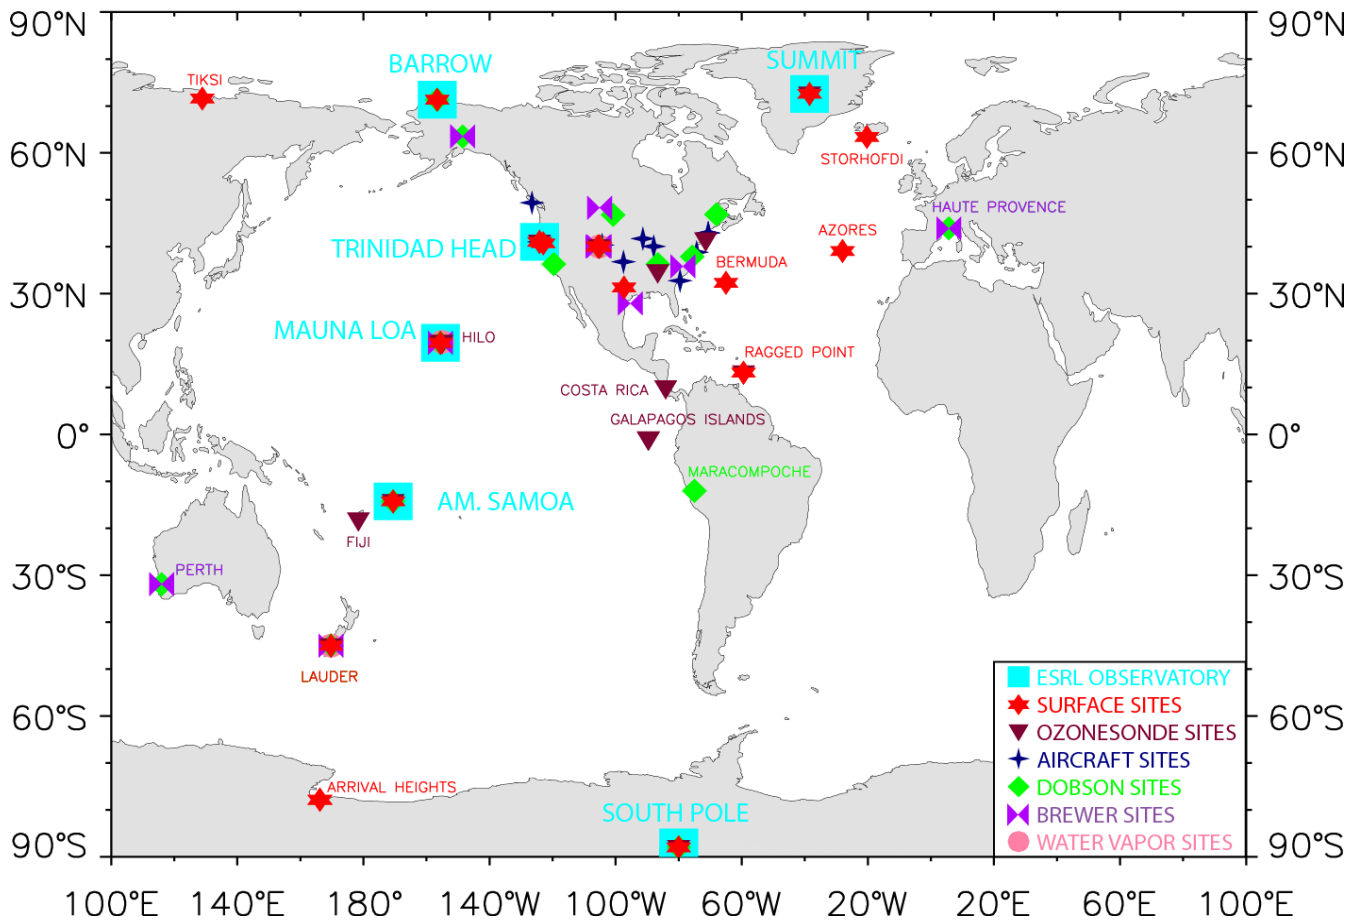 90°N
90°N
BARROW
SUMMIT
TIKSI
60°N
STORHOFDI
60°N
HAUTE PROVENCE
TRINIDAD HEAD
AZORES
BERMUDA
30°N
30°N
MAUNA LOA
HILO
RAGGED POINT
COSTA RICA
GALAPAGOS ISLANDS
0°
0°
MARACOMPOCHE
AM. SAMOA
FIJI
30°S
PERTH
30°S
LAUDER
ESRL OBSERVATORY
SURFACE SITES
60°S
60°S
OZONESONDE SITES
AIRCRAFT SITES
ARRIVAL HEIGHTS
DOBSON SITES
SOUTH POLE
BREWER SITES
WATER VAPOR SITES
90°S
90°S
100°E 140°E 180° 140°W 100°W 60°W 20°W 20°E 60°E 100°E